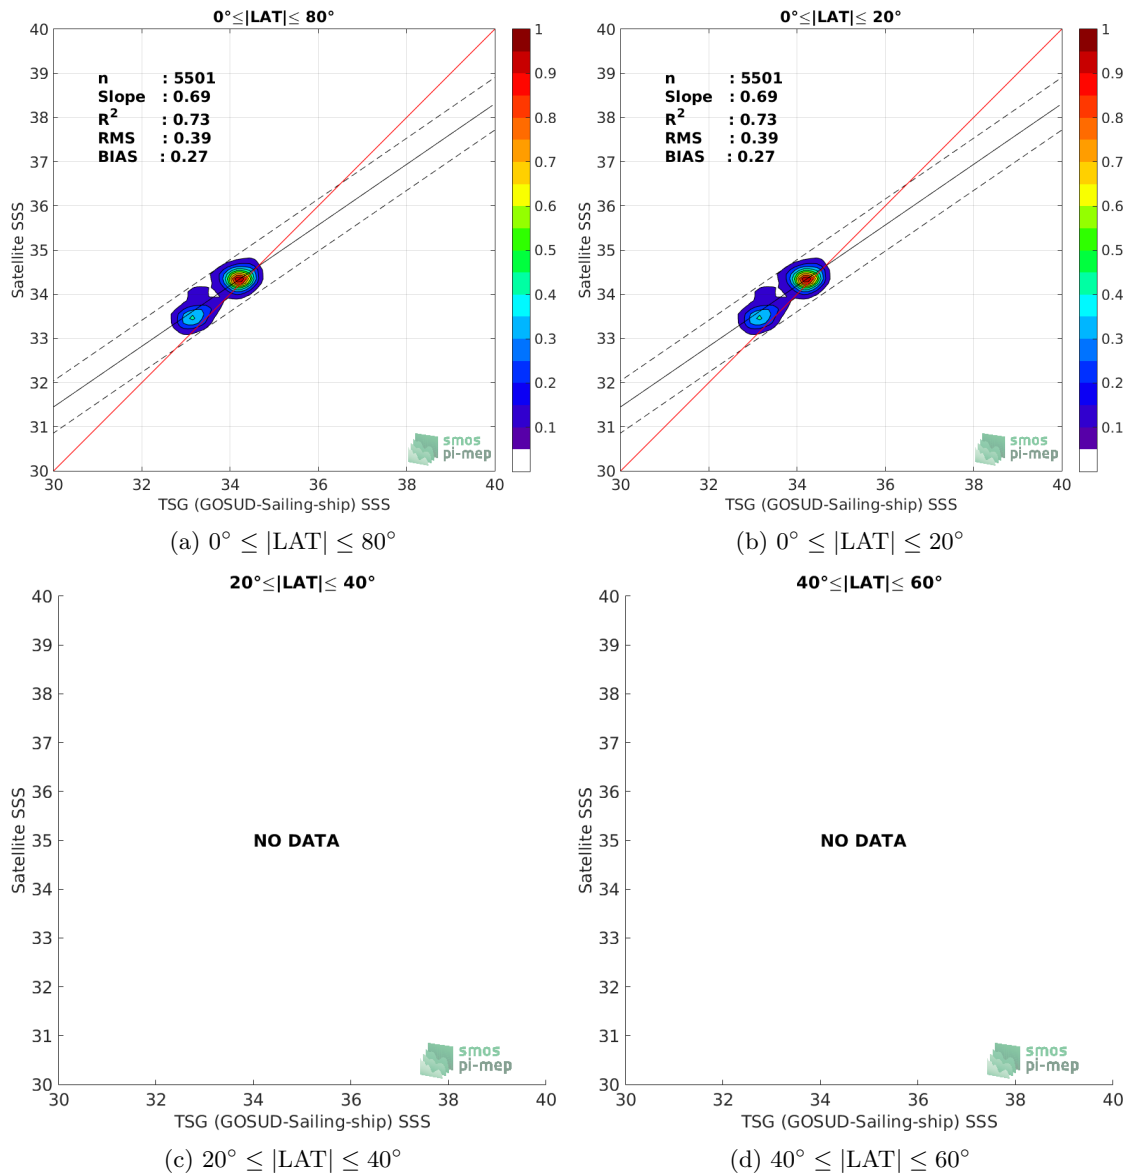 0°≤|LAT|≤ 80°
40
39
38
37
36
35
34
33
32
31
30
Satellite SSS
n : 5501
Slope : 0.69
R2 : 0.73
RMS : 0.39
BIAS : 0.27
1
0.9
0.8
0.7
0.6
0.5
0.4
0.3
0.2
0.1
smos
pi-mep
30 32 34 36 38 40
TSG (GOSUD-Sailing-ship) SSS
(a) 0° ≤ |LAT| ≤ 80°
0°≤|LAT|≤ 20°
40
39
38
37
36
35
34
33
32
31
30
Satellite SSS
n : 5501
Slope : 0.69
R2 : 0.73
RMS : 0.39
BIAS : 0.27
1
0.9
0.8
0.7
0.6
0.5
0.4
0.3
0.2
0.1
smos
pi-mep
30 32 34 36 38 40
TSG (GOSUD-Sailing-ship) SSS
(b) 0° ≤ |LAT| ≤ 20°
20°≤|LAT|≤ 40°
40
39
38
37
36
35
34
33
32
31
30
Satellite SSS
NO DATA
smos
pi-mep
30 32 34 36 38 40
TSG (GOSUD-Sailing-ship) SSS
(c) 20° ≤ |LAT| ≤ 40°
40°≤|LAT|≤ 60°
40
39
38
37
36
35
34
33
32
31
30
Satellite SSS
NO DATA
smos
pi-mep
30 32 34 36 38 40
TSG (GOSUD-Sailing-ship) SSS
(d) 40° ≤ |LAT| ≤ 60°